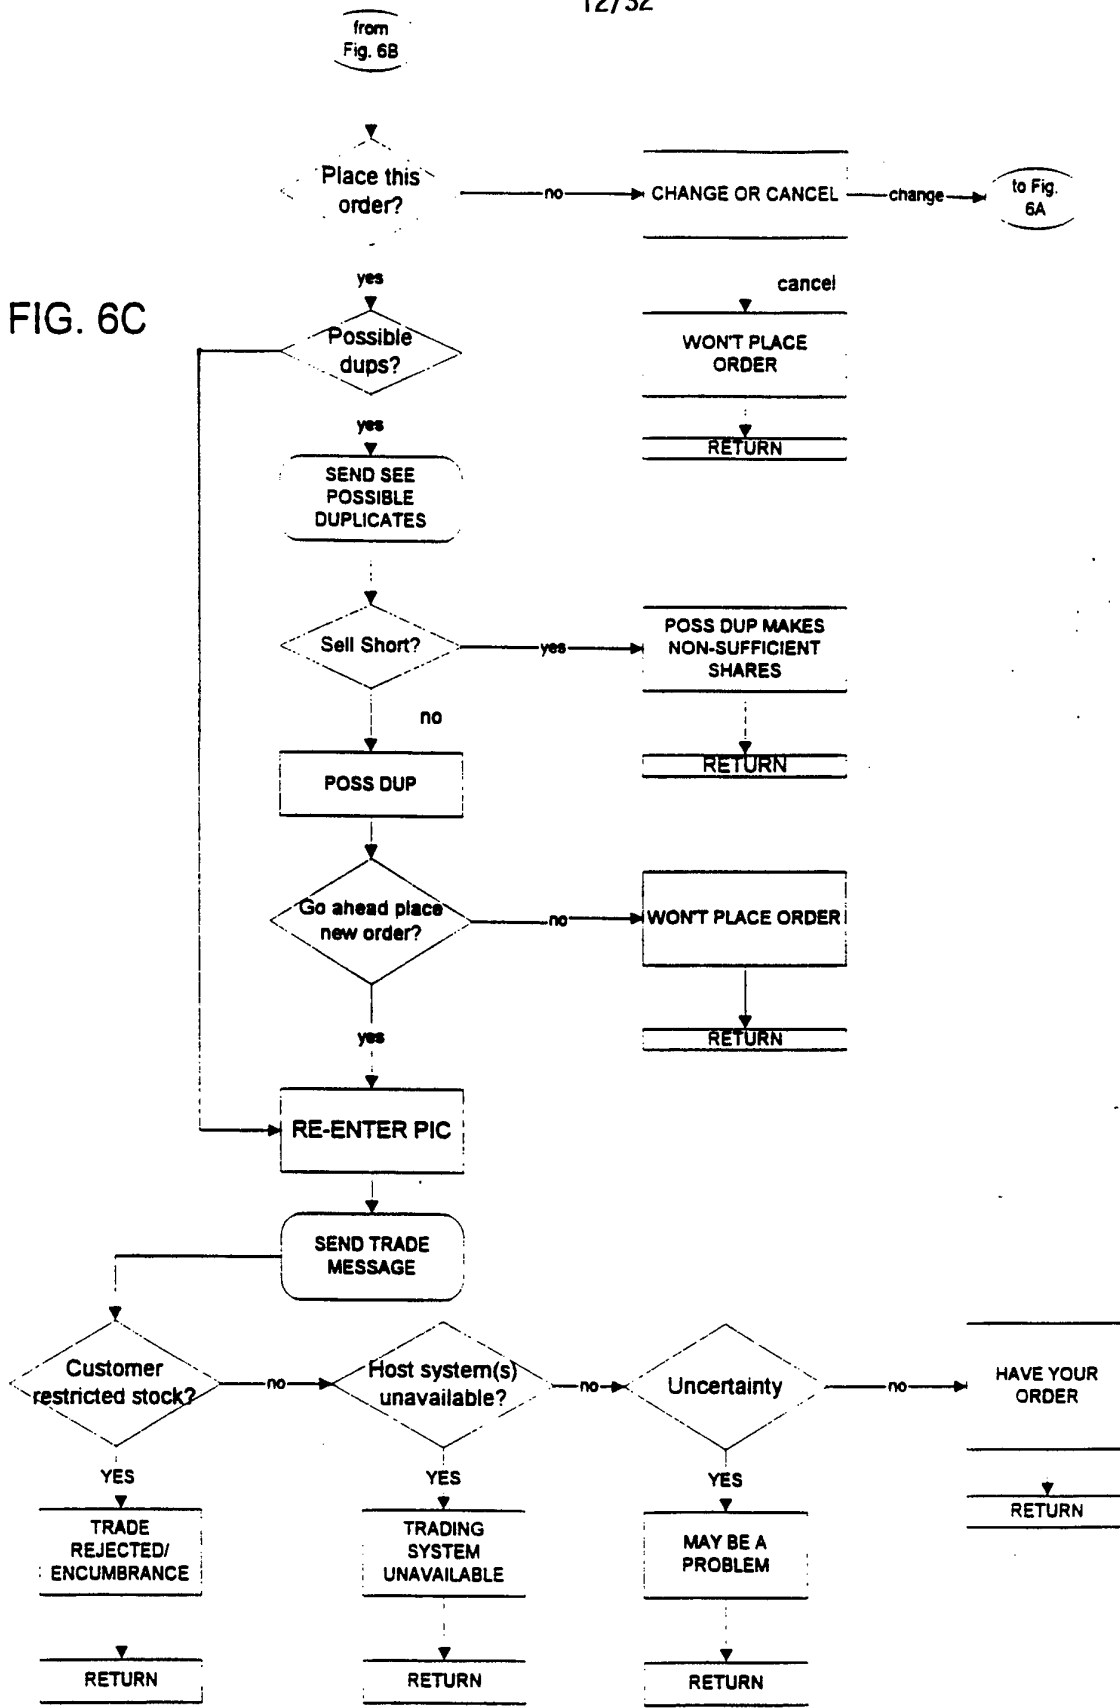 12/32
from
Fig. 6B
Place this
order?
no
CHANGE OR CANCEL
change
to Fig.
6A
yes
cancel
FIG. 6C
Possible
dups?
WON'T PLACE
ORDER
yes
RETURN
SEND SEE
POSSIBLE
DUPLICATES
Sell Short?
yes
POSS DUP MAKES
NON-SUFFICIENT
SHARES
no
RETURN
POSS DUP
Go ahead place
new order?
no
WON'T PLACE ORDER
yes
RETURN
RE-ENTER PIC
SEND TRADE
MESSAGE
Customer
restricted stock?
no
Host system(s)
unavailable?
no
Uncertainty
no
HAVE YOUR
ORDER
YES
YES
YES
RETURN
TRADE
REJECTED/
ENCUMBRANCE
TRADING
SYSTEM
UNAVAILABLE
MAY BE A
PROBLEM
RETURN
RETURN
RETURN